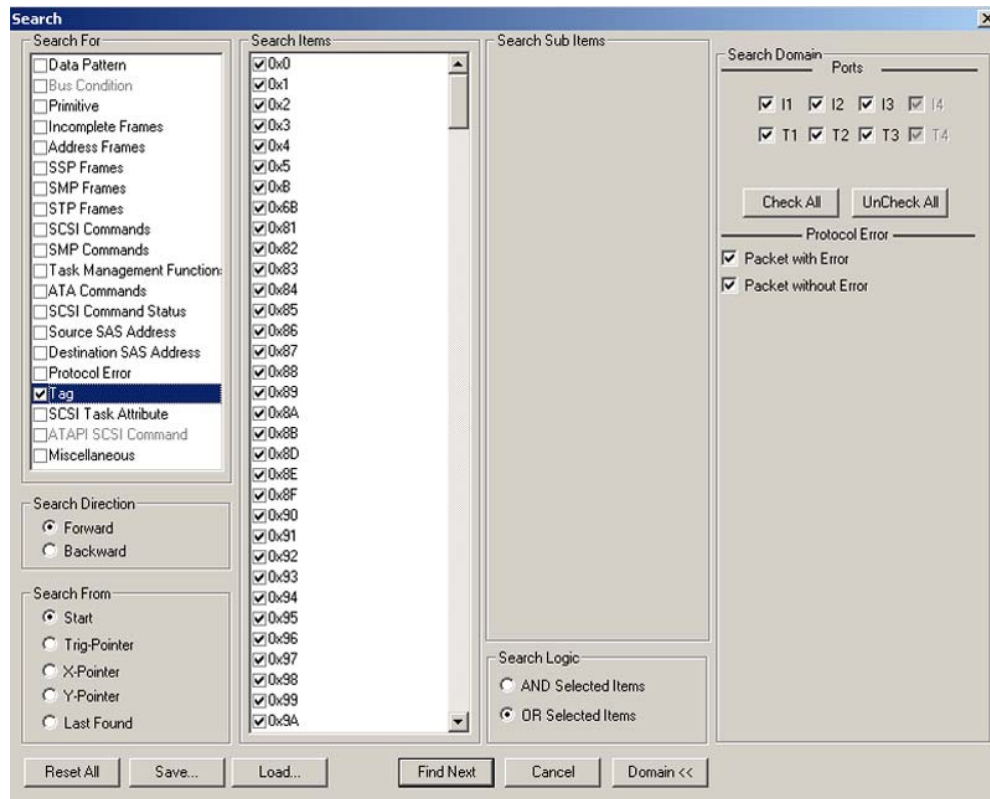 Search
Search For
Data Pattern
Bus Condition
Primitive
Incomplete Frames
Address Frames
SSP Frames
SMP Frames
STP Frames
SCSI Commands
SMP Commands
Task Management Function
ATA Commands
SCSI Command Status
Source SAS Address
Destination SAS Address
Protocol Error
Tag
SCSI Task Attribute
ATAPI SCSI Command
Miscellaneous
Search Direction
Forward
Backward
Search From
Start
Trig-Pointer
X-Pointer
Y-Pointer
Last Found
Search Items
0x0
0x1
0x2
0x3
0x4
0x5
0xB
0x6B
0x81
0x82
0x83
0x84
0x85
0x86
0x87
0x88
0x89
0x8A
0x8B
0x8D
0x8E
0x8F
0x90
0x91
0x92
0x93
0x94
0x95
0x96
0x97
0x98
0x99
0x9A
Search Sub Items
Search Logic
AND Selected Items
OR Selected Items
Search Domain
Ports
I1 I2 I3 I4
T1 T2 T3 T4
Check All UnCheck All
Protocol Error
Packet with Error
Packet without Error
Reset All Save... Load... Find Next Cancel Domain <<